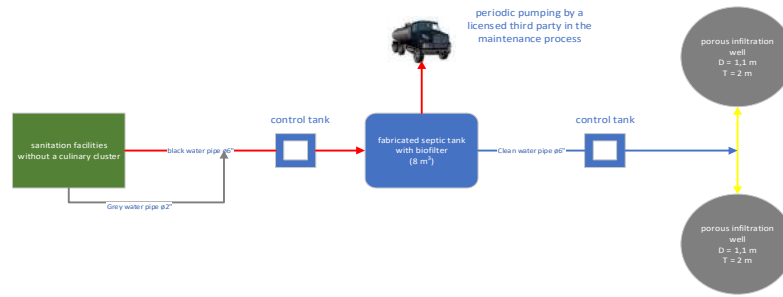 periodic pumping by a
licensed third party in the
maintenance process
porous infiltration
well
D = 1,1 m
T = 2 m
control tank
control tank
sanitation facilities
without a culinary cluster
black water pipe ø6"
fabricated septic tank
with biofilter
(8 m³)
Clean water pipe ø6"
Grey water pipe ø2"
porous infiltration
well
D = 1,1 m
T = 2 m